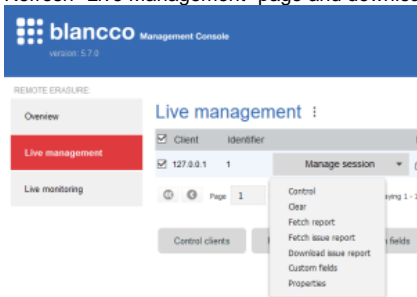 Refresh "Live Management" page and download
blancco Management Console
version: 5.7.0
REMOTE ERASURE:
Overview
Live management
Live monitoring
Live management
Client Identifier
127.0.0.1 1 Manage session
Page 1
Control
Clear
Fetch report
Fetch issue report
Download issue report
Custom fields
Properties
Control clients
fields